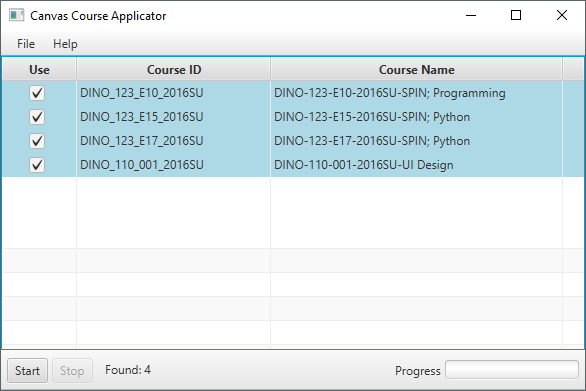 Canvas Course Applicator
File Help
Use Course ID Course Name
DINO_123_E10_2016SU DINO-123-E10-2016SU-SPIN; Programming
DINO_123_E15_2016SU DINO-123-E15-2016SU-SPIN; Python
DINO_123_E17_2016SU DINO-123-E17-2016SU-SPIN; Python
DINO_110_001_2016SU DINO-110-001-2016SU-UI Design
Start Stop Found: 4 Progress